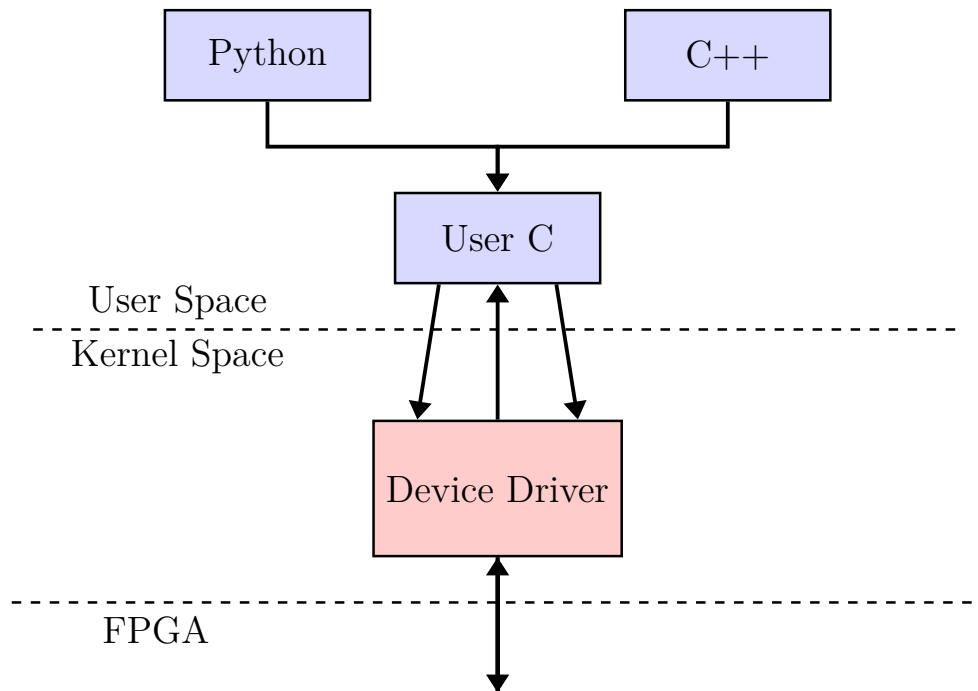 Python
C++
User C
User Space
Kernel Space
Device Driver
FPGA